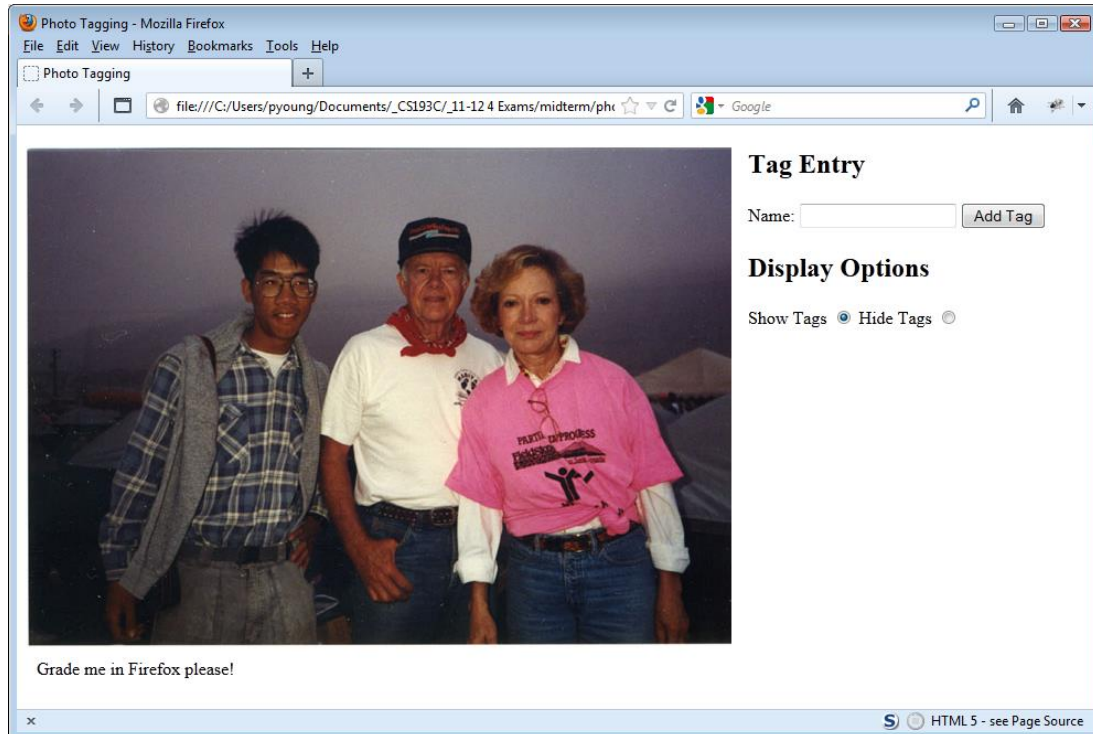 Photo Tagging - Mozilla Firefox
File Edit View History Bookmarks Tools Help
Photo Tagging
+
file:///C:/Users/pyoung/Documents/_CS193C/_11-12 4 Exams/midterm/pho
Google
Tag Entry
Name: Add Tag
Display Options
Show Tags Hide Tags
Grade me in Firefox please!
x
S HTML 5 - see Page Source